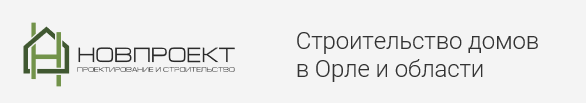 НОВПРОЕКТ
ПРОЕКТИРОВАНИЕ И СТРОИТЕЛЬСТВО
Строительство домов
в Орле и области